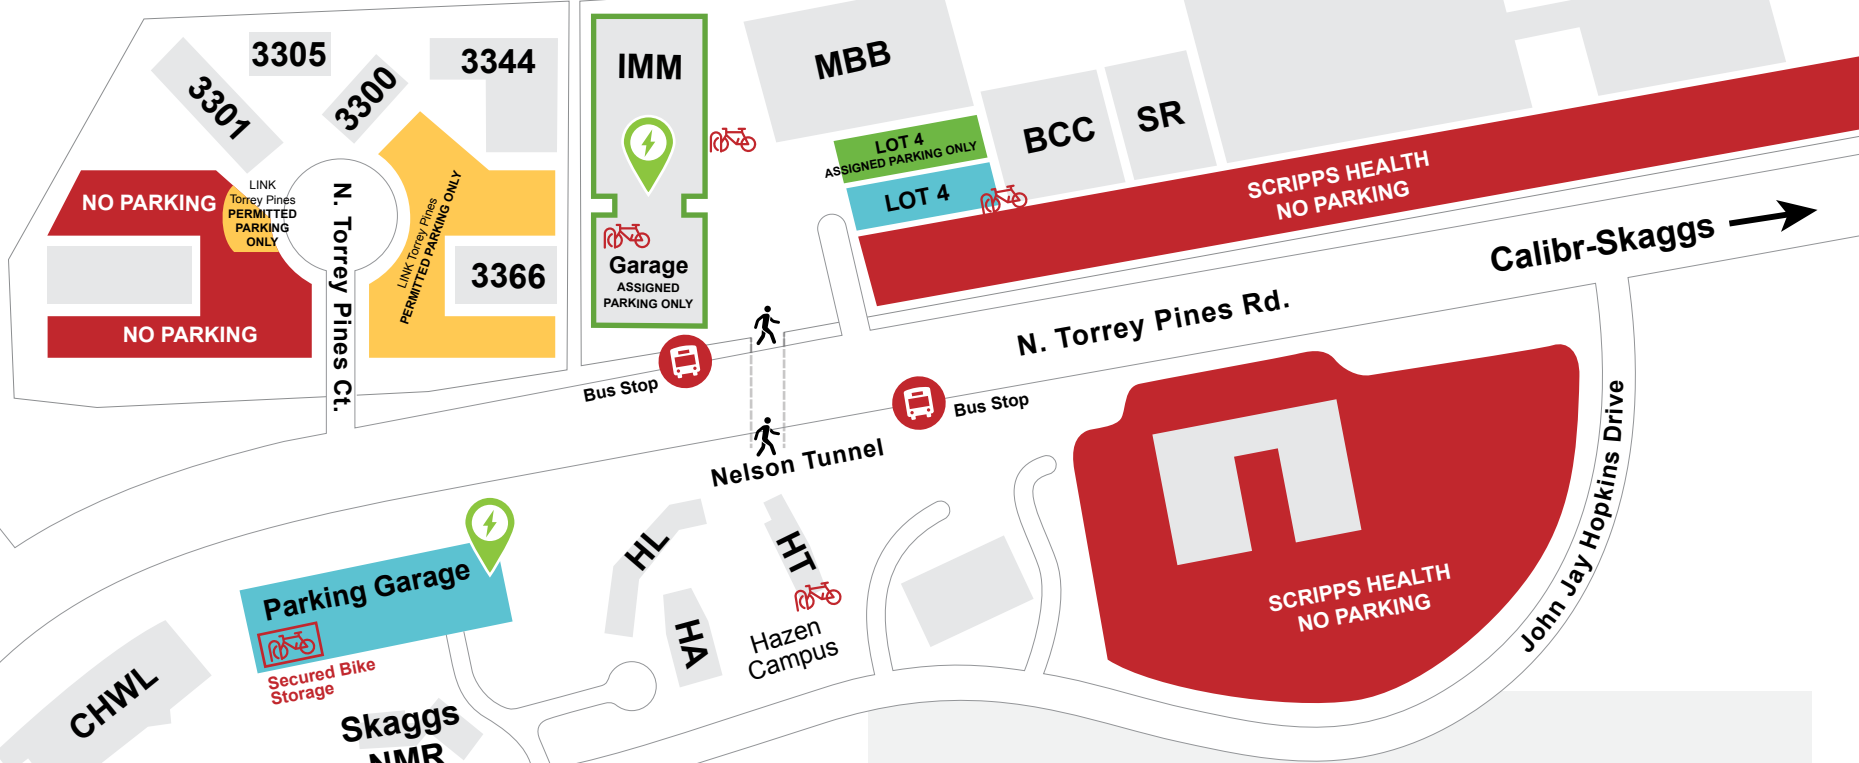 3305
3344
3301
3300
IMM
MBB
BCC
SR
LOT 4
ASSIGNED PARKING ONLY
LOT 4
NO PARKING
LINK
Torrey Pines
PERMITTED
PARKING
ONLY
N. Torrey Pines Ct.
LINK Torrey Pines
PERMITTED PARKING ONLY
3366
NO PARKING
Garage
ASSIGNED
PARKING ONLY
SCRIPPS HEALTH
NO PARKING
Calibr-Skaggs
N. Torrey Pines Rd.
Bus Stop
Bus Stop
Nelson Tunnel
John Jay Hopkins Drive
Parking Garage
Secured Bike
Storage
HL
HT
HA
Hazen
Campus
SCRIPPS HEALTH
NO PARKING
CHWL
Skaggs
NMR